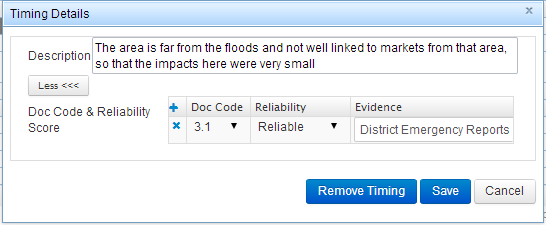 Timing Details
Description
The area is far from the floods and not well linked to markets from that area,
so that the impacts here were very small
Less <<<
Doc Code & Reliability
Score
Doc Code Reliability Evidence
3.1 Reliable District Emergency Reports
Remove Timing Save Cancel